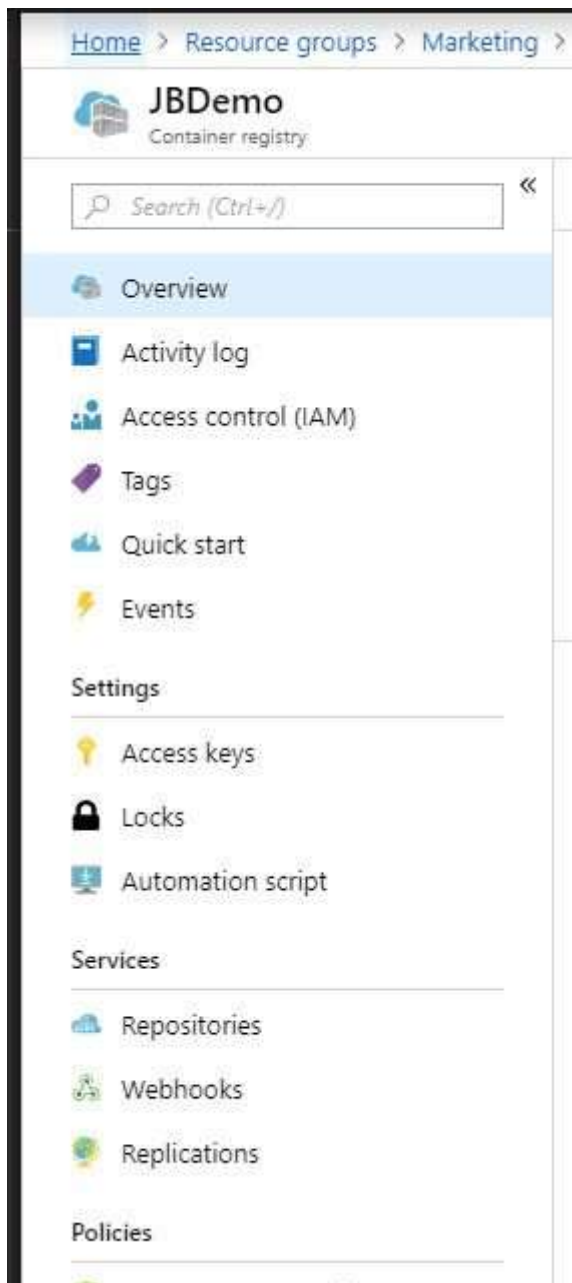 Home > Resource groups > Marketing >
JBDemo
Container registry
Search (Ctrl+/)
«
Overview
Activity log
Access control (IAM)
Tags
Quick start
Events
Settings
Access keys
Locks
Automation script
Services
Repositories
Webhooks
Replications
Policies